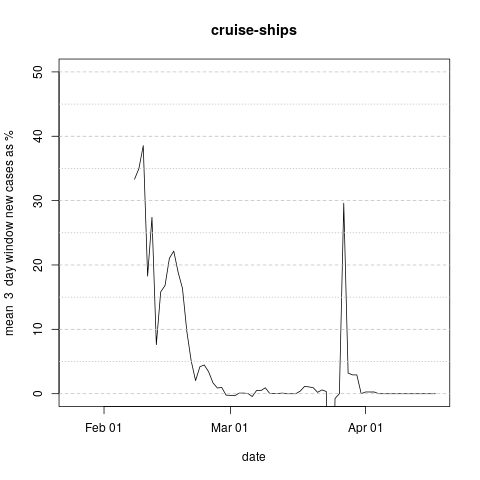 cruise-ships
mean 3 day window new cases as %
50
40
30
20
10
0
Feb 01
Mar 01
Apr 01
date